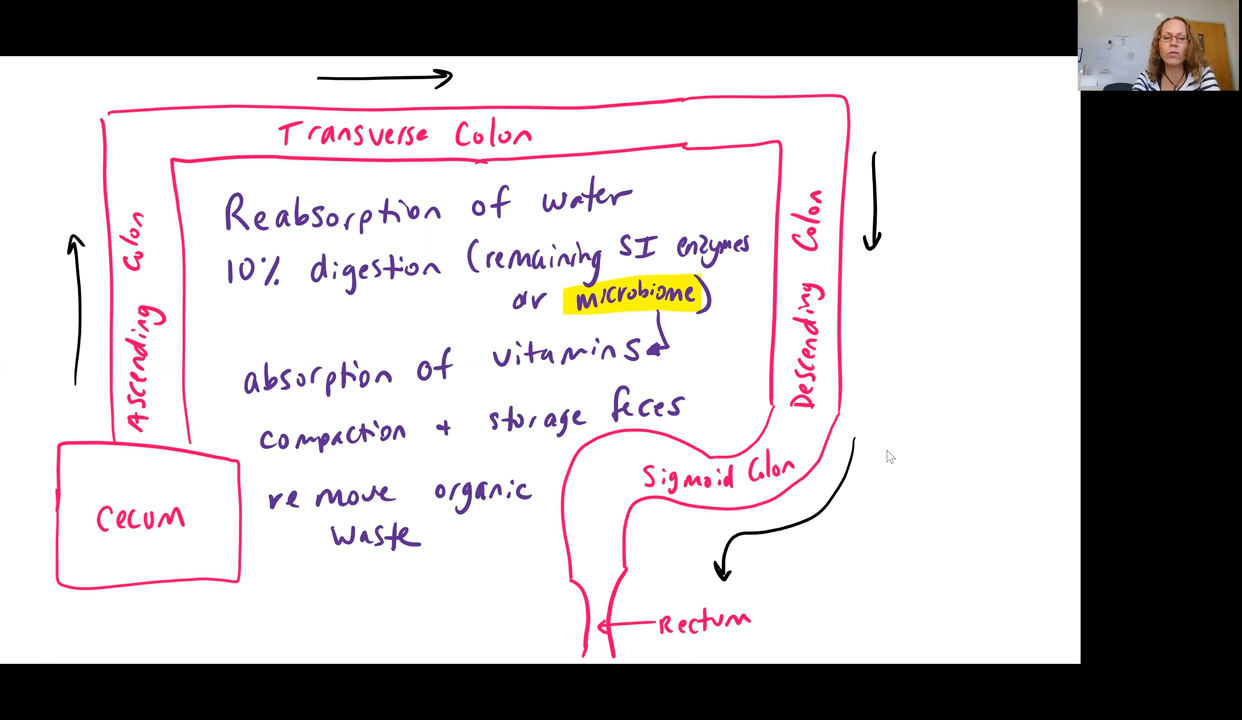 Transverse Colon
Ascending Colon
Reabsorption of water
10% digestion (remaining SI enzymes
or microbiome)
absorption of vitamins
compaction + storage feces
remove organic
waste
Descending Colon
Sigmoid Colon
Cecum
Rectum